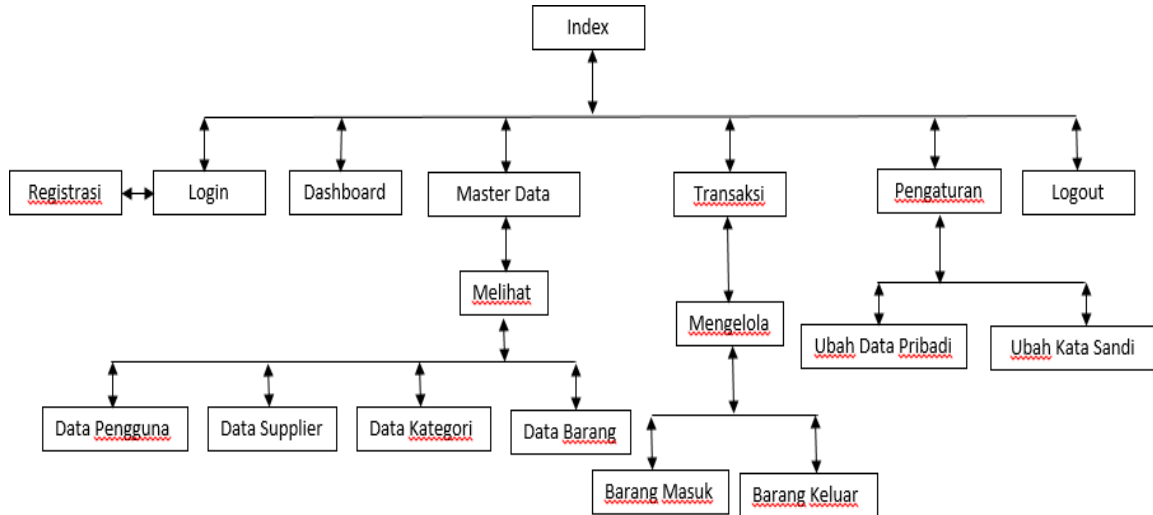 Index
Registrasi
Login
Dashboard
Master Data
Transaksi
Pengaturan
Logout
Melihat
Mengelola
Ubah Data Pribadi
Ubah Kata Sandi
Data Pengguna
Data Supplier
Data Kategori
Data Barang
Barang Masuk
Barang Keluar